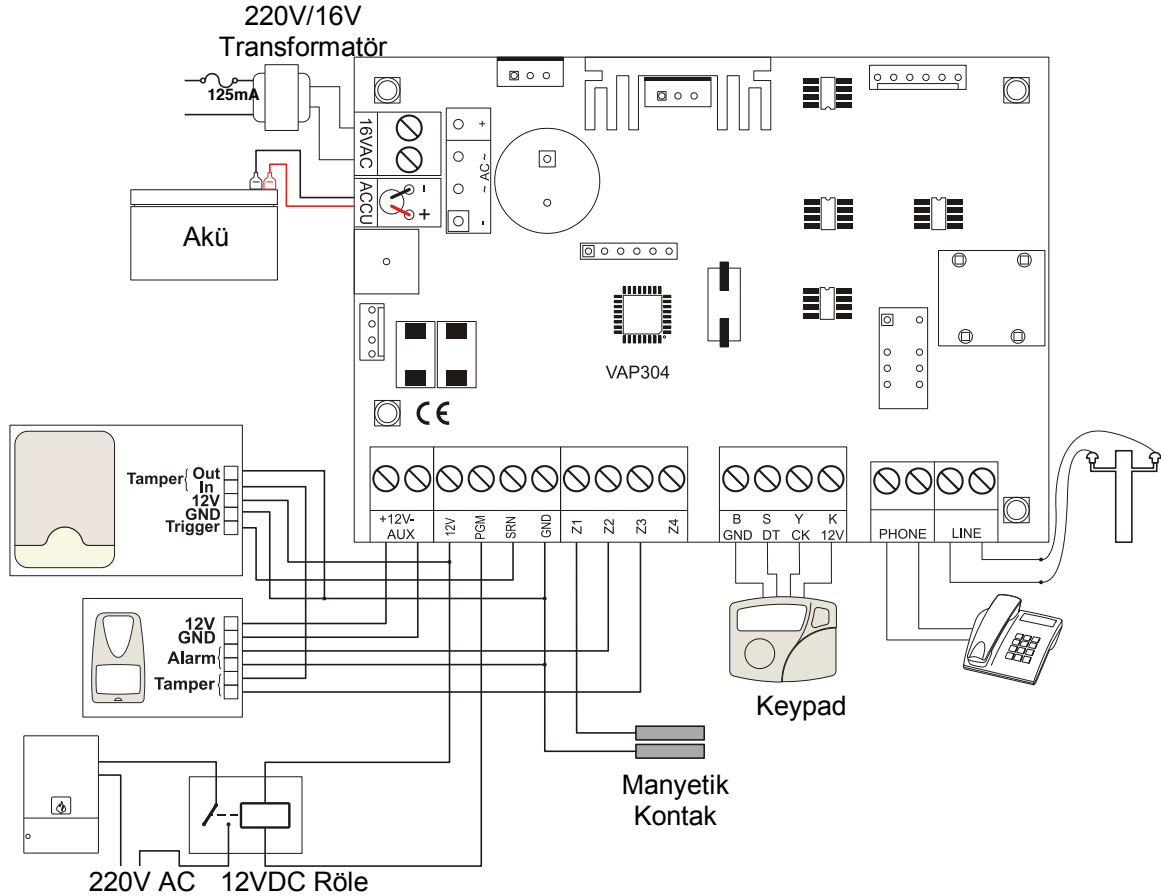 220V/16V
Transformatör
125mA
16VAC
ACCU
+
~ AC ~
-
-
+
Akü
VAP304
CE
Tamper
Out
In
12V
GND
Trigger
+12V-
AUX
12V
PGM
SRN
GND
Z1
Z2
Z3
Z4
B S Y K
GND DT CK 12V
PHONE
LINE
12V
GND
Alarm
Tamper
Keypad
Manyetik
Kontak
220V AC
12VDC Röle